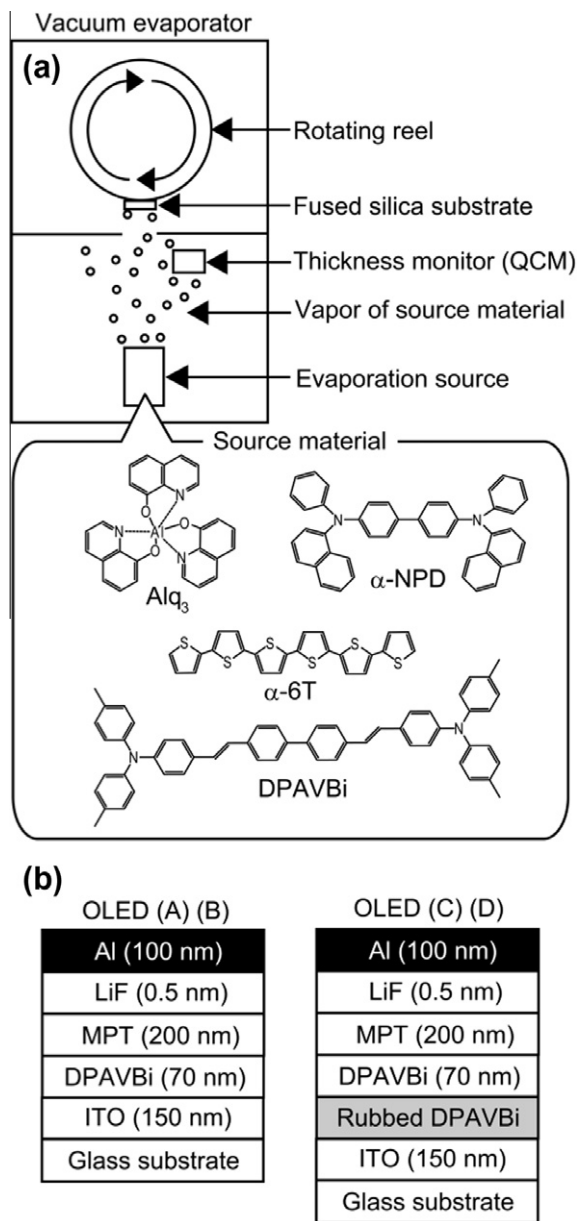 Vacuum evaporator
(a)
Rotating reel
Fused silica substrate
Thickness monitor (QCM)
Vapor of source material
Evaporation source
Source material
N
O
N
Al
O
O
N
Alq3
N
N
α-NPD
S
S
S
S
S
S
α-6T
N
N
DPAVBi
(b)
OLED (A) (B)
Al (100 nm)
LiF (0.5 nm)
MPT (200 nm)
DPAVBi (70 nm)
ITO (150 nm)
Glass substrate
OLED (C) (D)
Al (100 nm)
LiF (0.5 nm)
MPT (200 nm)
DPAVBi (70 nm)
Rubbed DPAVBi
ITO (150 nm)
Glass substrate